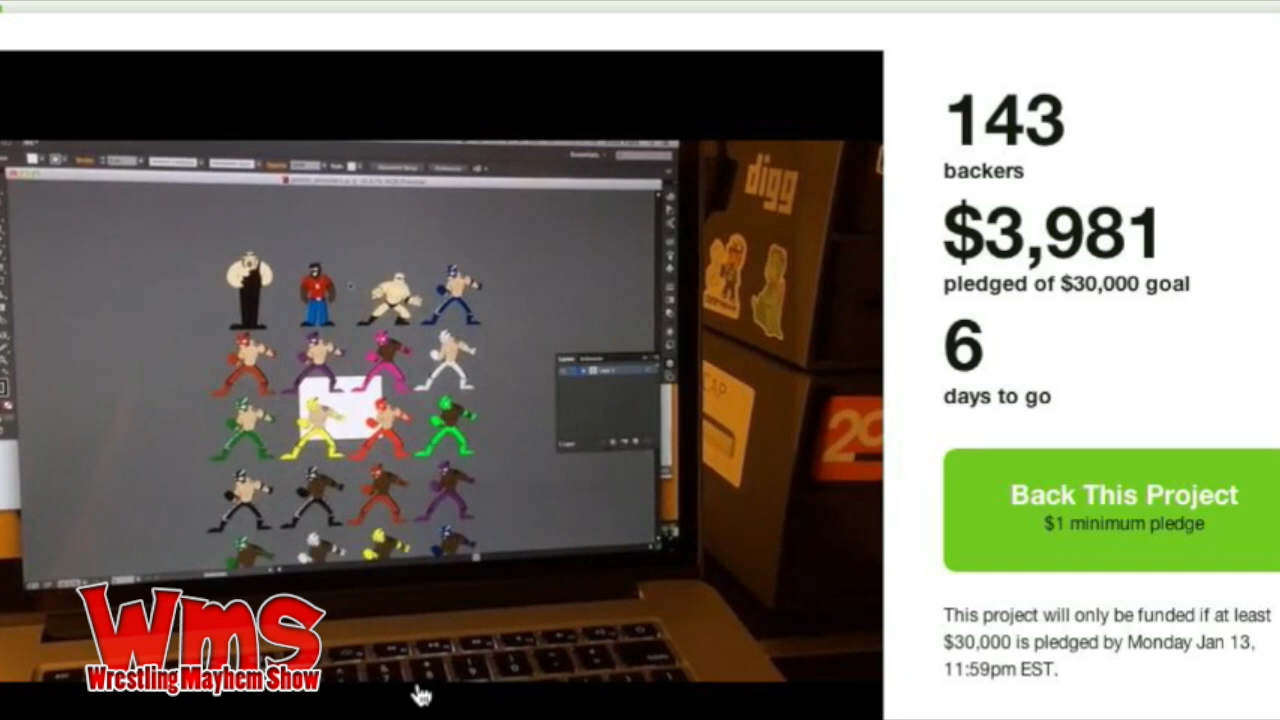 143
backers
$3,981
pledged of $30,000 goal
6
days to go
Back This Project
$1 minimum pledge
This project will only be funded if at least
$30,000 is pledged by Monday Jan 13,
11:59pm EST.
digg
WMS
Wrestling Mayhem Show